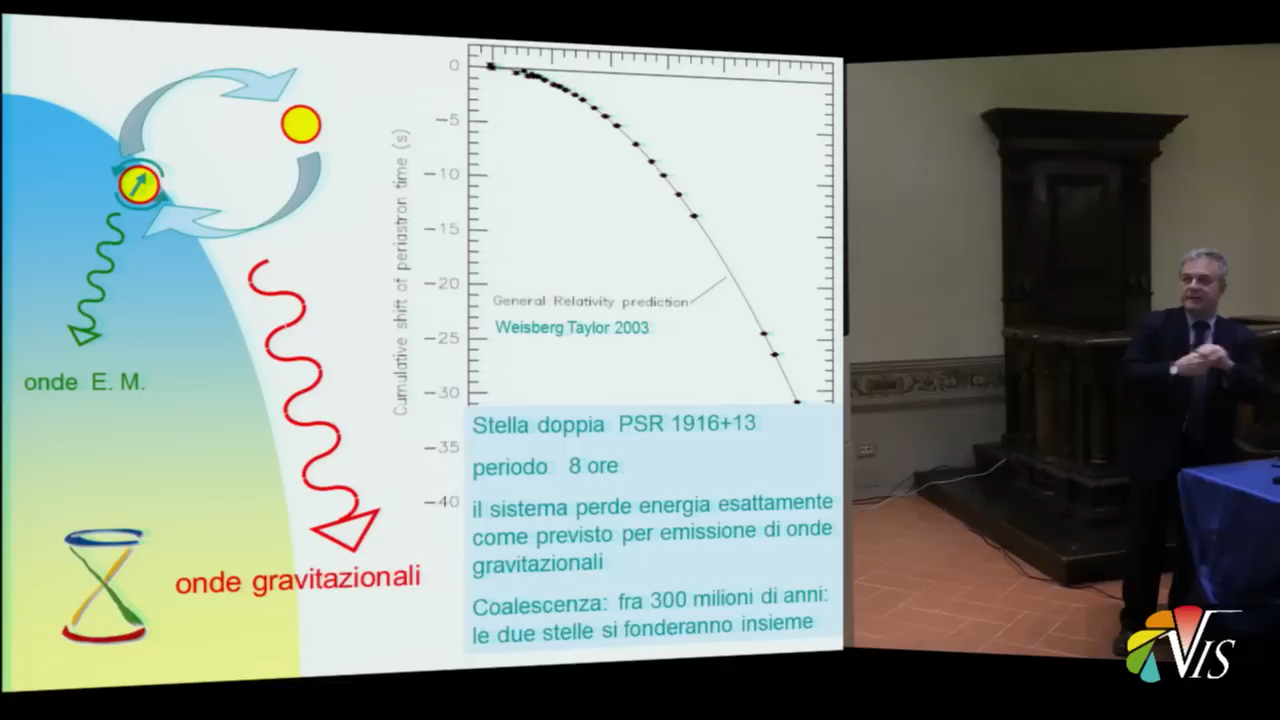 0
-5
-10
-15
-20
-25
-30
-35
-40
Cumulative shift of periastron time (s)
General Relativity prediction
Weisberg Taylor 2003
onde E. M.
onde gravitazionali
Stella doppia PSR 1916+13
periodo 8 ore
il sistema perde energia esattamente
come previsto per emissione di onde
gravitazionali
Coalescenza: fra 300 milioni di anni:
le due stelle si fonderanno insieme
VIS